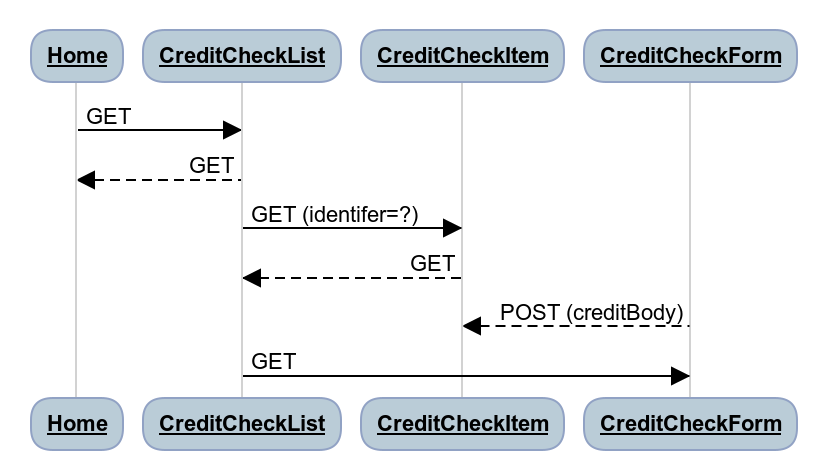 Home CreditCheckList CreditCheckItem CreditCheckForm
GET
GET
GET (identifer=?)
GET
POST (creditBody)
GET
Home CreditCheckList CreditCheckItem CreditCheckForm